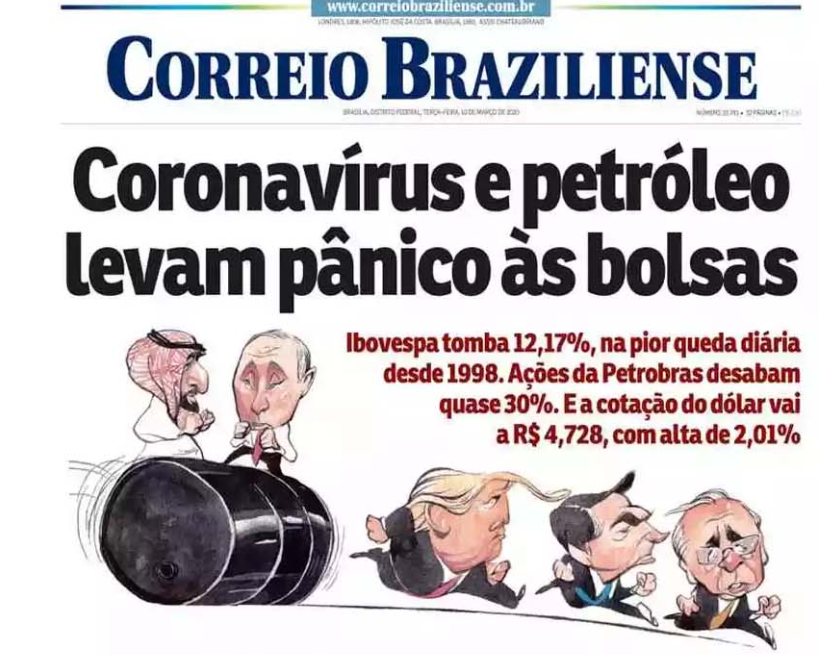 www.correiobraziliense.com.br
LONDRES, 1808, HIPÓLITO JOSÉ DA COSTA. BRASÍLIA, 1960, ASSIS CHATEAUBRIAND
CORREIO BRAZILIENSE
BRASÍLIA, DISTRITO FEDERAL, TERÇA-FEIRA, 10 DE MARÇO DE 2020
NÚMERO • 32 PÁGINAS •
Coronavírus e petróleo
levam pânico às bolsas
Ibovespa tomba 12,17%, na pior queda diária
desde 1998. Ações da Petrobras desabam
quase 30%. E a cotação do dólar vai
a R$ 4,728, com alta de 2,01%